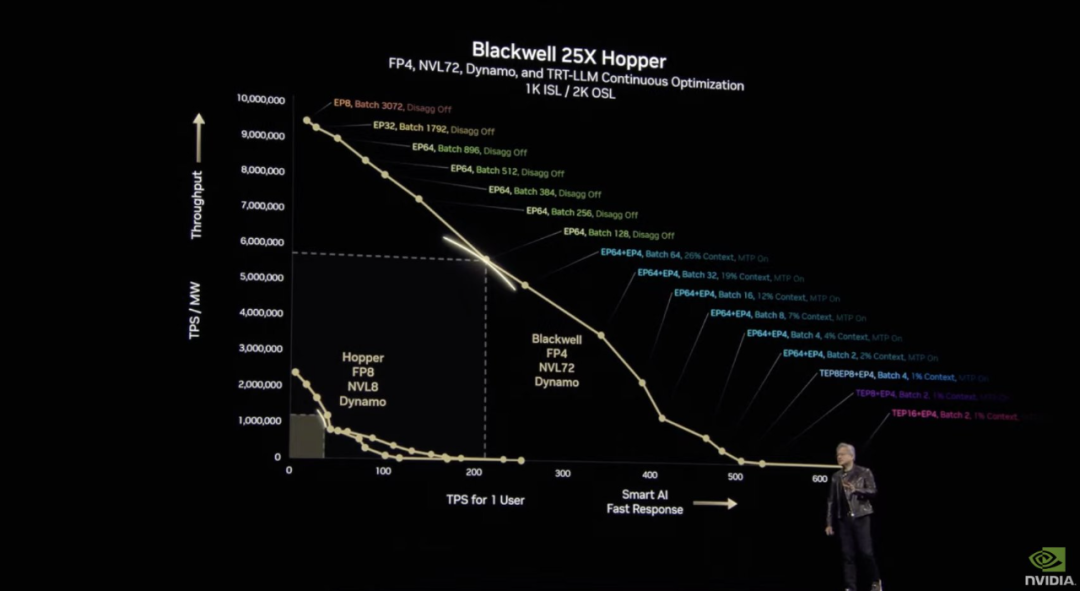 Blackwell 25X Hopper
FP4, NVL72, Dynamo, and TRT-LLM Continuous Optimization
1K ISL / 2K OSL
10,000,000
9,000,000
8,000,000
7,000,000
6,000,000
5,000,000
4,000,000
3,000,000
2,000,000
1,000,000
0
TPS / MW
Throughput
EP8, Batch 3072, Disagg Off
EP32, Batch 1792, Disagg Off
EP64, Batch 896, Disagg Off
EP64, Batch 512, Disagg Off
EP64, Batch 384, Disagg Off
EP64, Batch 256, Disagg Off
EP64, Batch 128, Disagg Off
EP64+EP4, Batch 64, 26% Context, MTP On
EP64+EP4, Batch 32, 19% Context, MTP On
EP64+EP4, Batch 16, 12% Context, MTP On
EP64+EP4, Batch 8, 7% Context, MTP On
EP64+EP4, Batch 4, 4% Context, MTP On
EP64+EP4, Batch 2, 2% Context, MTP On
TEP8EP8+EP4, Batch 4, 1% Context,
TEP8+EP4, Batch 2, 1% Context,
TEP16+EP4, Batch 2, 1% Context,
Hopper
FP8
NVL8
Dynamo
Blackwell
FP4
NVL72
Dynamo
0
100
200
300
400
500
600
TPS for 1 User
Smart AI
Fast Response
NVIDIA